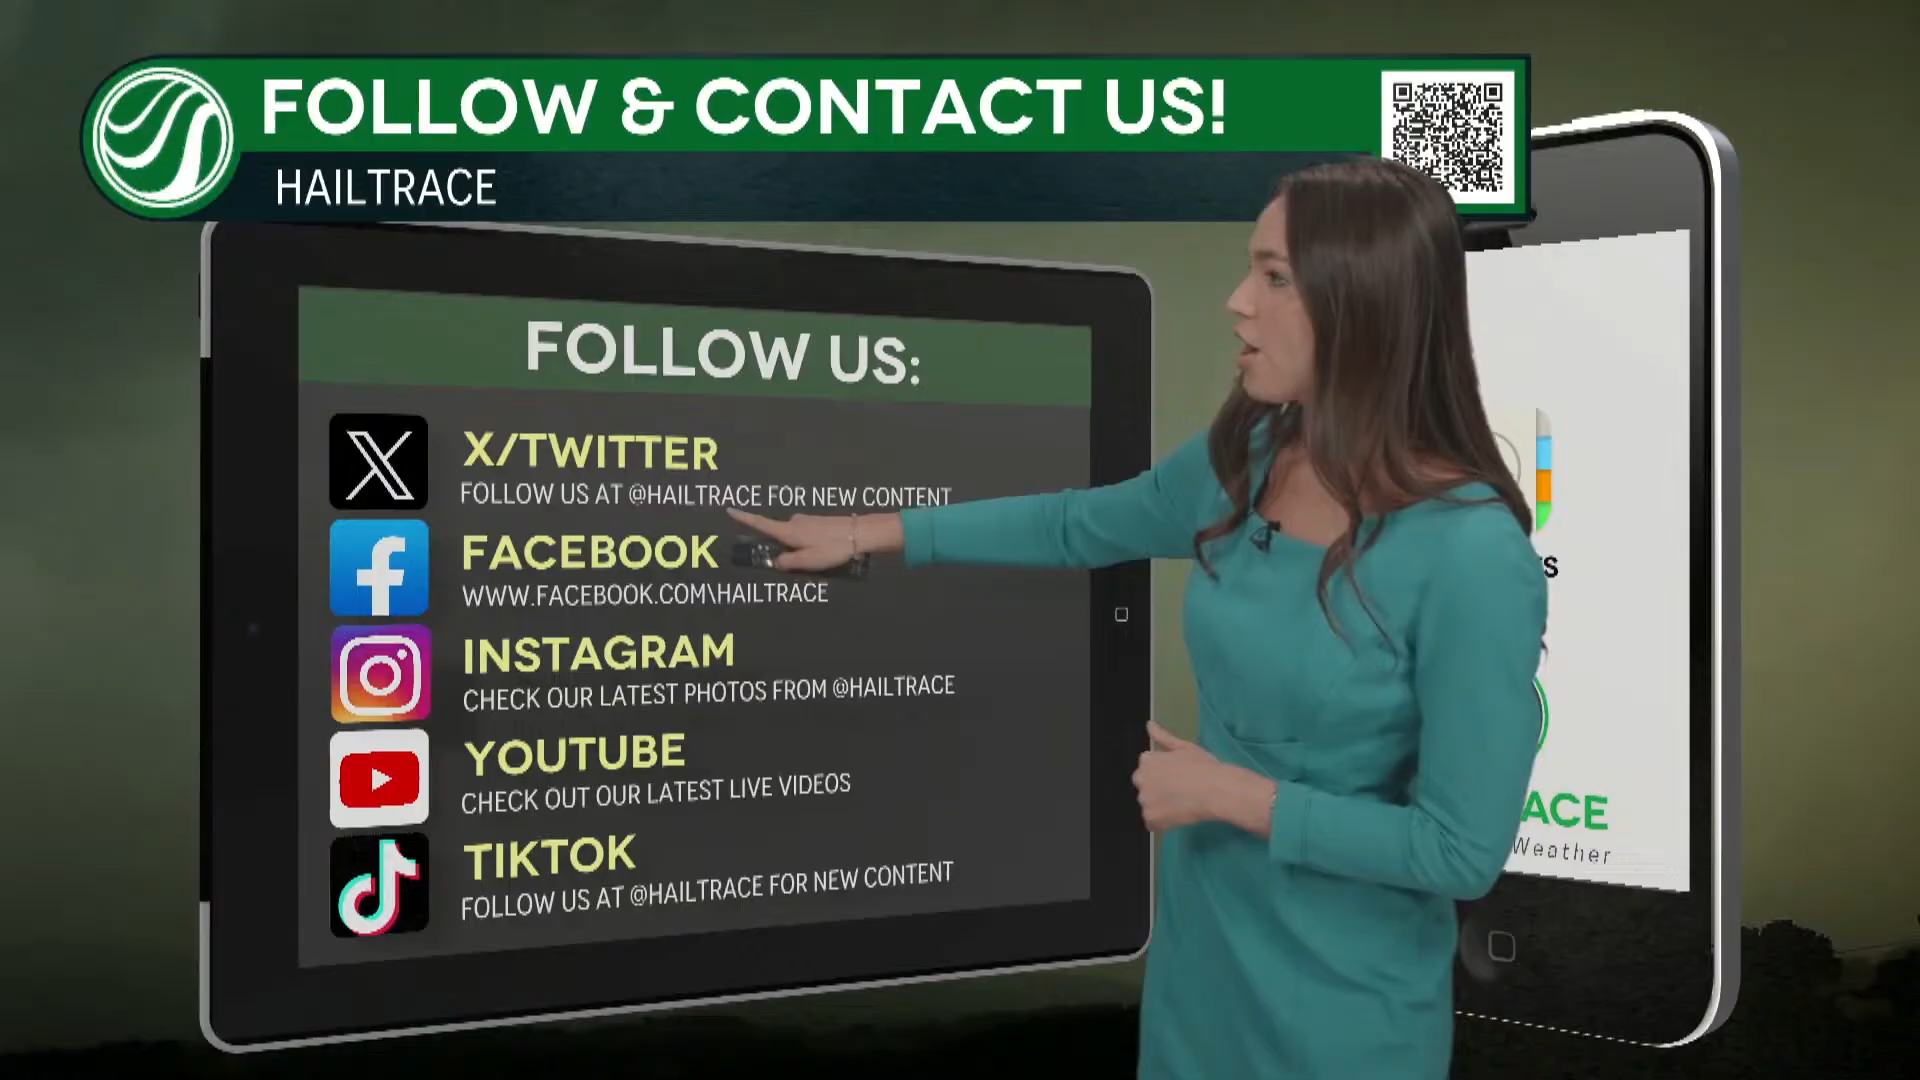 FOLLOW & CONTACT US!
HAILTRACE
FOLLOW US:
X/TWITTER
FOLLOW US AT @HAILTRACE FOR NEW CONTENT
FACEBOOK
WWW.FACEBOOK.COM\HAILTRACE
INSTAGRAM
CHECK OUR LATEST PHOTOS FROM @HAILTRACE
YOUTUBE
CHECK OUT OUR LATEST LIVE VIDEOS
TIKTOK
FOLLOW US AT @HAILTRACE FOR NEW CONTENT
Weather